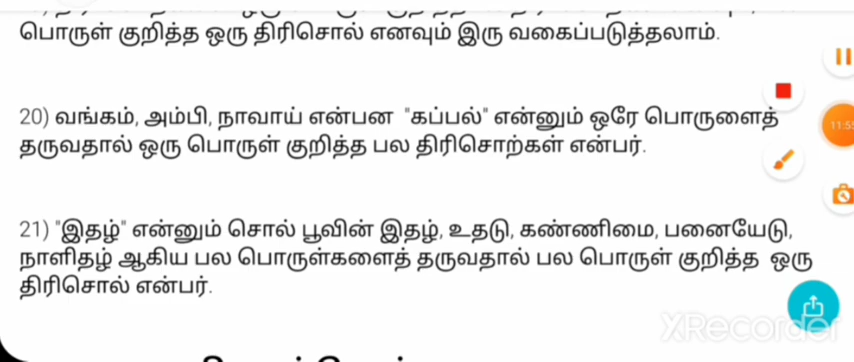 பொருள் குறித்த ஒரு திரிசொல் எனவும் இரு வகைப்படுத்தலாம்.
20) வங்கம், அம்பி, நாவாய் என்பன "கப்பல்" என்னும் ஒரே பொருளைத்
தருவதால் ஒரு பொருள் குறித்த பல திரிசொற்கள் என்பர்.
11:55
21) "இதழ்" என்னும் சொல் பூவின் இதழ், உதடு, கண்ணிமை, பனையேடு,
நாளிதழ் ஆகிய பல பொருள்களைத் தருவதால் பல பொருள் குறித்த ஒரு
திரிசொல் என்பர்.
XRecorder